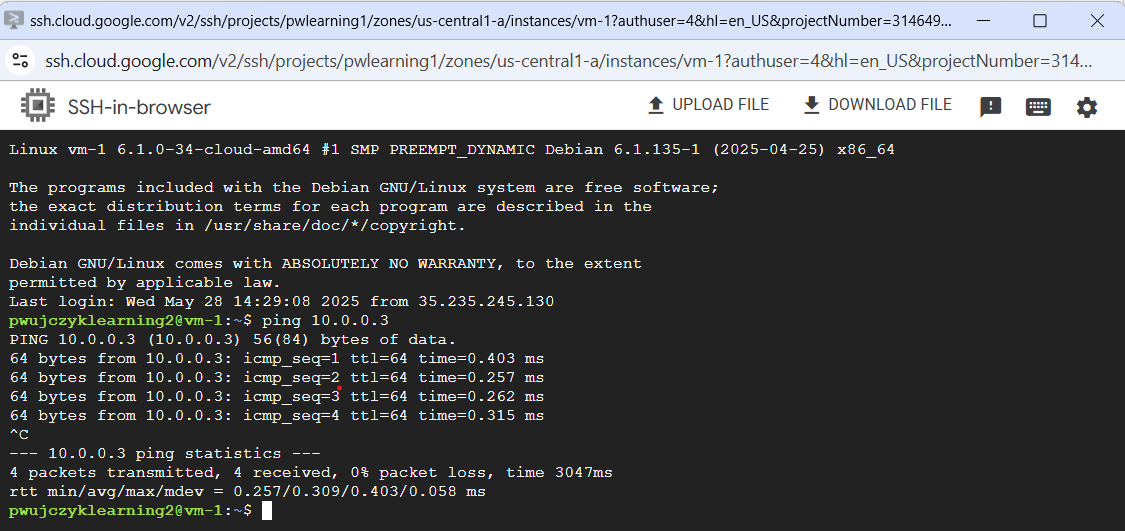 ssh.cloud.google.com/v2/ssh/projects/pwlearning1/zones/us-central1-a/instances/vm-1?authuser=4&hl=en_US&projectNumber=314649...
ssh.cloud.google.com/v2/ssh/projects/pwlearning1/zones/us-central1-a/instances/vm-1?authuser=4&hl=en_US&projectNumber=314...
SSH-in-browser UPLOAD FILE DOWNLOAD FILE
Linux vm-1 6.1.0-34-cloud-amd64 #1 SMP PREEMPT_DYNAMIC Debian 6.1.135-1 (2025-04-25) x86_64
The programs included with the Debian GNU/Linux system are free software;
the exact distribution terms for each program are described in the
individual files in /usr/share/doc/*/copyright.
Debian GNU/Linux comes with ABSOLUTELY NO WARRANTY, to the extent
permitted by applicable law.
Last login: Wed May 28 14:29:08 2025 from 35.235.245.130
pwujczyklearning2@vm-1:~$ ping 10.0.0.3
PING 10.0.0.3 (10.0.0.3) 56(84) bytes of data.
64 bytes from 10.0.0.3: icmp_seq=1 ttl=64 time=0.403 ms
64 bytes from 10.0.0.3: icmp_seq=2 ttl=64 time=0.257 ms
64 bytes from 10.0.0.3: icmp_seq=3 ttl=64 time=0.262 ms
64 bytes from 10.0.0.3: icmp_seq=4 ttl=64 time=0.315 ms
^C
--- 10.0.0.3 ping statistics ---
4 packets transmitted, 4 received, 0% packet loss, time 3047ms
rtt min/avg/max/mdev = 0.257/0.309/0.403/0.058 ms
pwujczyklearning2@vm-1:~$